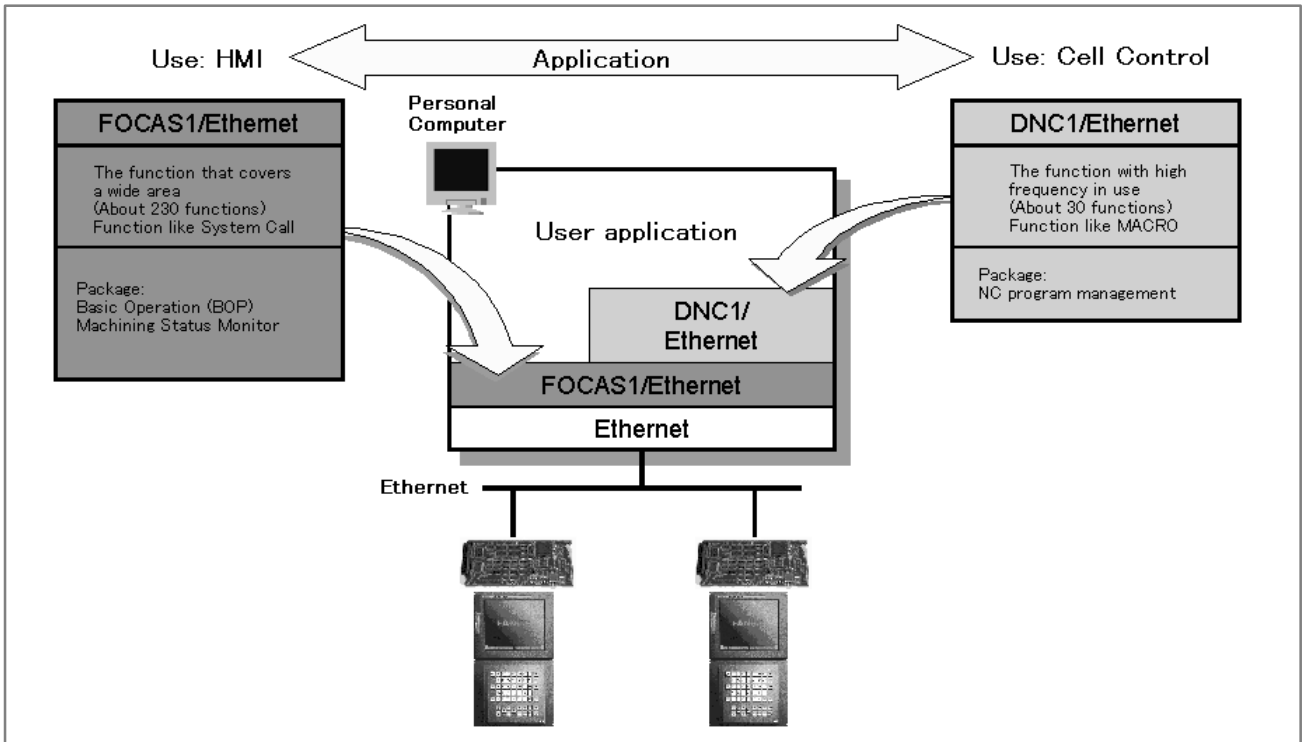 Use: HMI
Application
Use: Cell Control
FOCAS1/Ethernet
The function that covers
a wide area
(About 230 functions)
Function like System Call
Package:
Basic Operation (BOP)
Machining Status Monitor
Personal
Computer
User application
DNC1/
Ethernet
FOCAS1/Ethernet
Ethernet
DNC1/Ethernet
The function with high
frequency in use
(About 30 functions)
Function like MACRO
Package:
NC program management
Ethernet